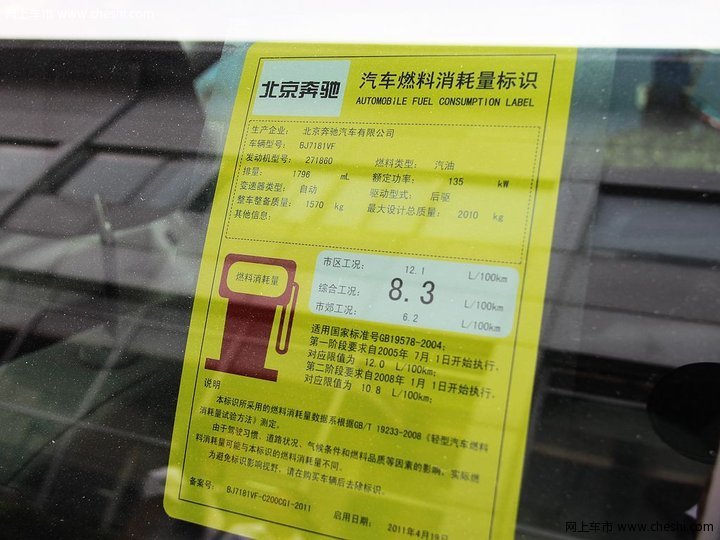 网上车市 www.cheshi.com
北京奔驰
汽车燃料消耗量标识
AUTOMOBILE FUEL CONSUMPTION LABEL
生产企业： 北京奔驰汽车有限公司
车辆型号： BJ7181VF
发动机型号： 271860 燃料类型： 汽油
排量： 1796 mL 额定功率： 135 kW
变速器类型： 自动 驱动型式： 后驱
整车整备质量： 1570 kg 最大设计总质量： 2010 kg
其他信息：
燃料消耗量
市区工况： 12.1 L/100km
综合工况： 8.3 L/100km
市郊工况： 6.2 L/100km
适用国家标准号GB19578-2004：
第一阶段要求自2005年 7月 1日开始执行，
对应限值为 12.0 L/100km；
第二阶段要求自2008年 1月 1日开始执行，
对应限值为 10.8 L/100km；
说明
本标识所采用的燃料消耗量数据系根据GB/T 19233-2008《轻型汽车燃料
消耗量试验方法》测定。
由于驾驶习惯、道路状况、气候条件和燃料品质等因素的影响，实际燃
料消耗量可能与本标识的燃料消耗量不同。
为避免标识影响视野，请在购买车辆后去除标识。
备案号： BJ7181VF-C200CGI-2011 启用日期： 2011年4月19日
网上车市 www.cheshi.com